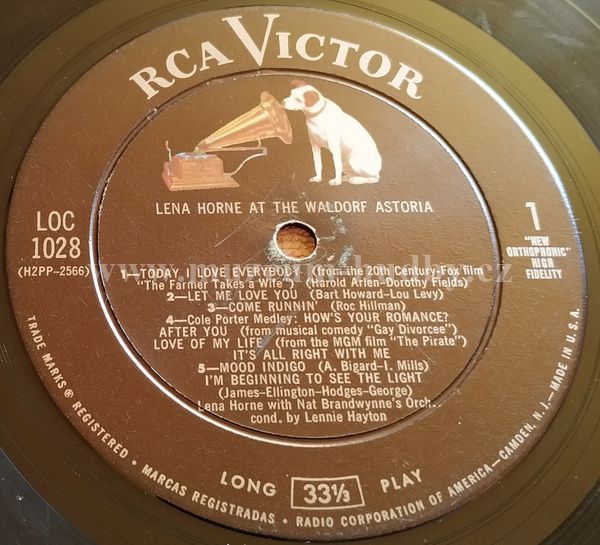 RCA VICTOR
LENA HORNE AT THE WALDORF ASTORIA
LOC
1028
(H2PP-2566)
1
"NEW
ORTHOPHONIC"
HIGH
FIDELITY
1—TODAY I LOVE EVERYBODY (from the 20th Century-Fox film
"The Farmer Takes a Wife") (Harold Arlen-Dorothy Fields)
2—LET ME LOVE YOU (Bart Howard-Lou Levy)
3—COME RUNNIN' (Roc Hillman)
4—Cole Porter Medley: HOW'S YOUR ROMANCE?
AFTER YOU (from musical comedy "Gay Divorcee")
LOVE OF MY LIFE (from the MGM film "The Pirate")
IT'S ALL RIGHT WITH ME
5—MOOD INDIGO (A. Bigard-I. Mills)
I'M BEGINNING TO SEE THE LIGHT
(James-Ellington-Hodges-George)
Lena Horne with Nat Brandwynne's Orch.
cond. by Lennie Hayton
LONG 33⅓ PLAY
TRADE MARKS ® REGISTERED • MARCAS REGISTRADAS • RADIO CORPORATION OF AMERICA—CAMDEN, N. J.—MADE IN U.S.A.